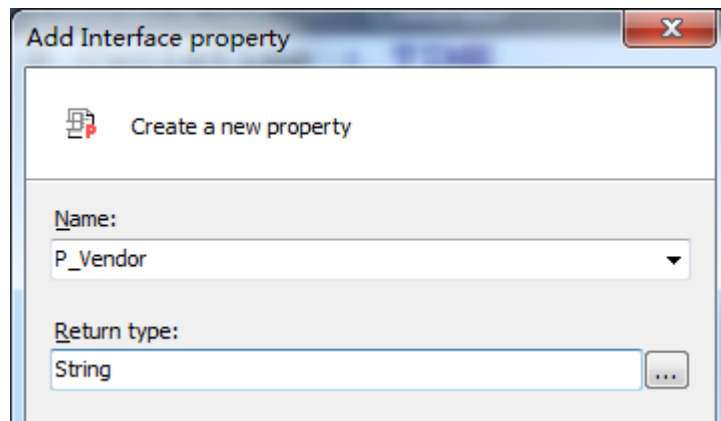 Add Interface property
Create a new property
Name:
P_Vendor
Return type:
String
...